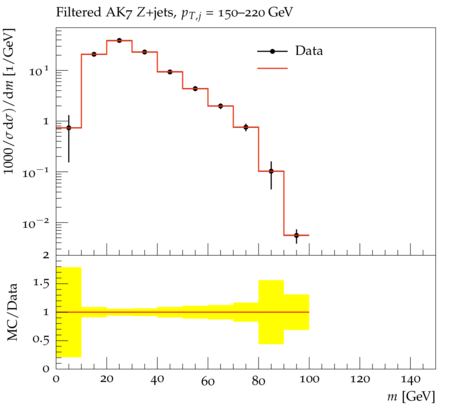 Filtered AK7 Z+jets, p_{T,j} = 150–220 GeV
1000/σ dσ)/dm [1/GeV]
Data
10^1
1
10^{-1}
10^{-2}
MC/Data
2
1.5
1
0.5
0
0 20 40 60 80 100 120 140
m [GeV]